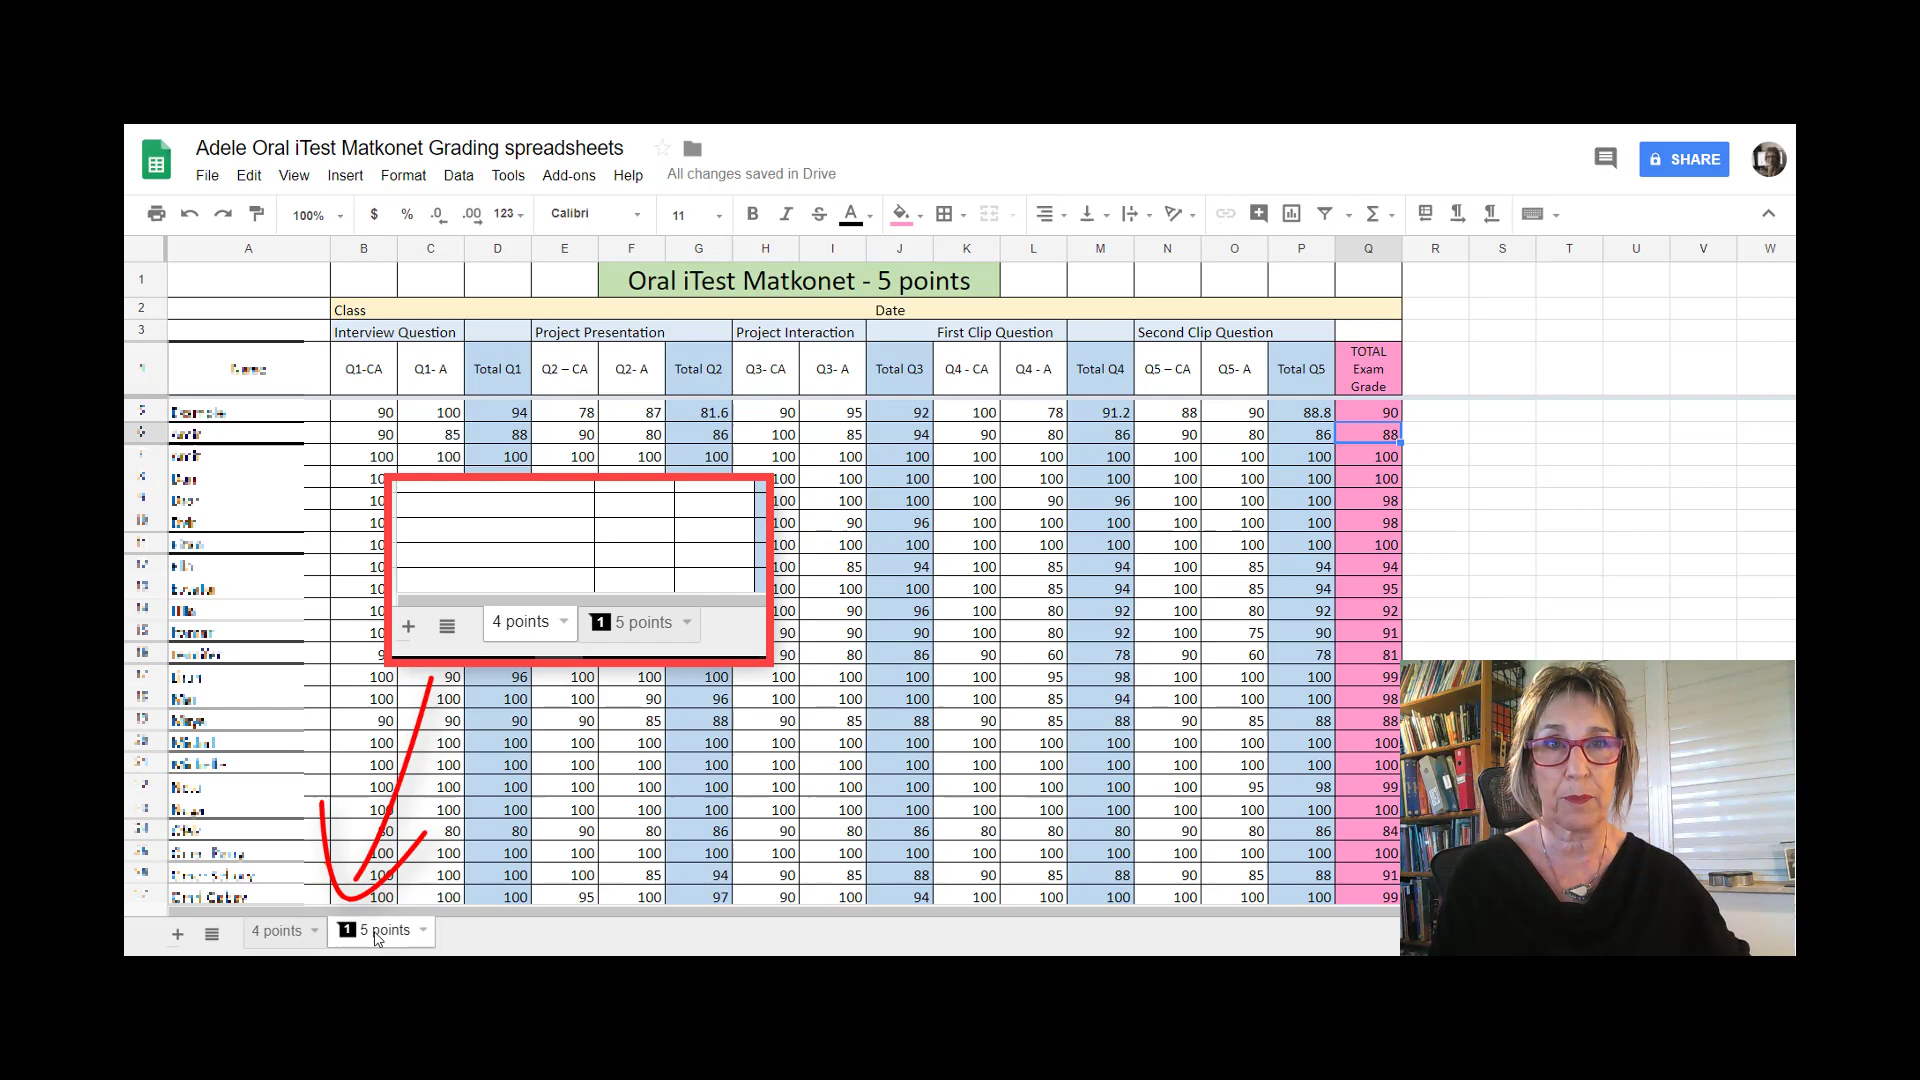 Adele Oral iTest Matkonet Grading spreadsheets
File Edit View Insert Format Data Tools Add-ons Help All changes saved in Drive
SHARE
100% $ % .0 .00 123 Calibri 11 B I S A
A B C D E F G H I J K L M N O P Q R S T U V W
1 Oral iTest Matkonet - 5 points
2 Class Date
3 Interview Question Project Presentation Project Interaction First Clip Question Second Clip Question
Q1-CA Q1- A Total Q1 Q2 – CA Q2- A Total Q2 Q3- CA Q3- A Total Q3 Q4 - CA Q4 - A Total Q4 Q5 – CA Q5- A Total Q5 TOTAL Exam Grade
90 100 94 78 87 81.6 90 95 92 100 78 91.2 88 90 88.8 90
90 85 88 90 80 86 100 85 94 90 80 86 90 80 86 88
100 100 100 100 100 100 100 100 100 100 100 100 100 100 100 100
100 100 100 100 100 100 100 100 100 100
100 100 100 100 90 96 100 100 100 98
100 90 96 100 100 100 100 100 100 98
100 100 100 100 100 100 100 100 100 100
100 85 94 100 85 94 100 85 94 94
100 100 100 100 85 94 100 85 94 95
100 90 96 100 80 92 100 80 92 92
90 90 90 100 80 92 100 75 90 91
90 80 86 90 60 78 90 60 78 81
100 90 96 100 100 100 100 100 100 100 95 98 100 100 100 99
100 100 100 100 90 96 100 100 100 100 85 94 100 100 100 98
90 90 90 90 85 88 90 85 88 90 85 88 90 85 88 88
100 100 100 100 100 100 100 100 100 100 100 100 100 100 100 100
100 100 100 100 100 100 100 100 100 100 100 100 100 100 100 100
100 100 100 100 100 100 100 100 100 100 100 100 100 95 98 99
100 100 100 100 100 100 100 100 100 100 100 100 100 100 100 100
80 80 80 90 80 86 90 80 86 80 80 80 90 80 86 84
100 100 100 100 100 100 100 100 100 100 100 100 100 100 100 100
100 100 100 100 85 94 100 85 88 90 85 88 90 85 88 91
100 100 100 95 100 97 90 100 94 100 100 100 100 100 100 99
4 points 1 5 points
4 points 1 5 points